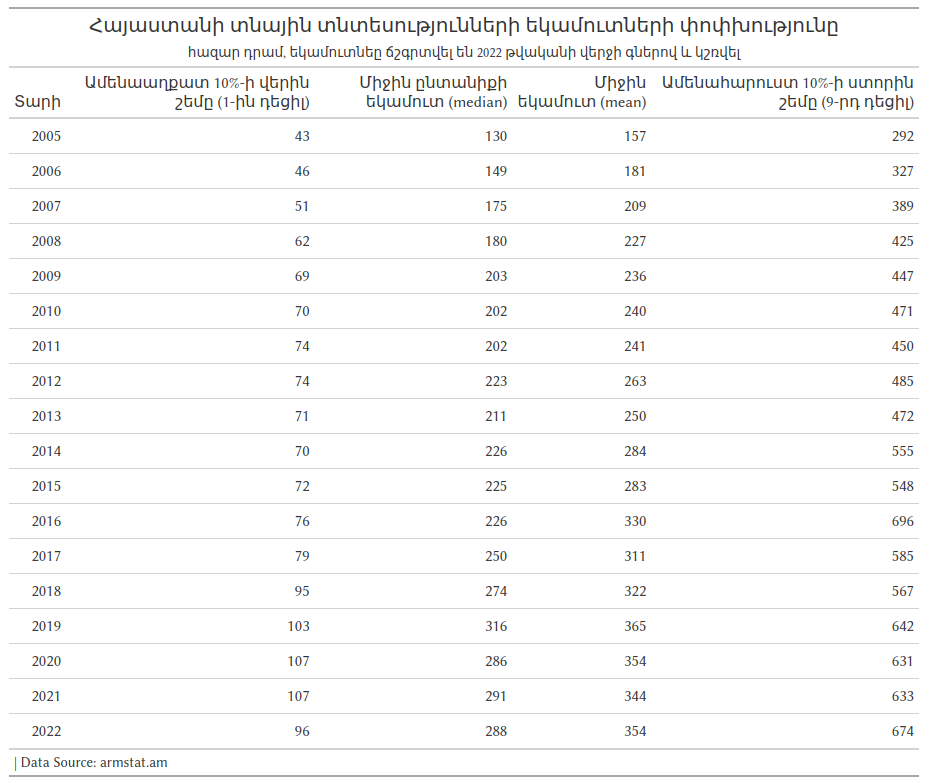 Հայաստանի տնային տնտեսությունների եկամուտների փոփխությունը
հազար դրամ, եկամուտները ճշգրտվել են 2022 թվականի վերջի գներով և կշռվել
Ամենաաղքատ 10%-ի վերին Միջին ընտանիքի Միջին Ամենահարուստ 10%-ի ստորին
Տարի շեմը (1-ին դեցիլ) եկամուտ (median) եկամուտ (mean) շեմը (9-րդ դեցիլ)
2005 43 130 157 292
2006 46 149 181 327
2007 51 175 209 389
2008 62 180 227 425
2009 69 203 236 447
2010 70 202 240 471
2011 74 202 241 450
2012 74 223 263 485
2013 71 211 250 472
2014 70 226 284 555
2015 72 225 283 548
2016 76 226 330 696
2017 79 250 311 585
2018 95 274 322 567
2019 103 316 365 642
2020 107 286 354 631
2021 107 291 344 633
2022 96 288 354 674
| Data Source: armstat.am